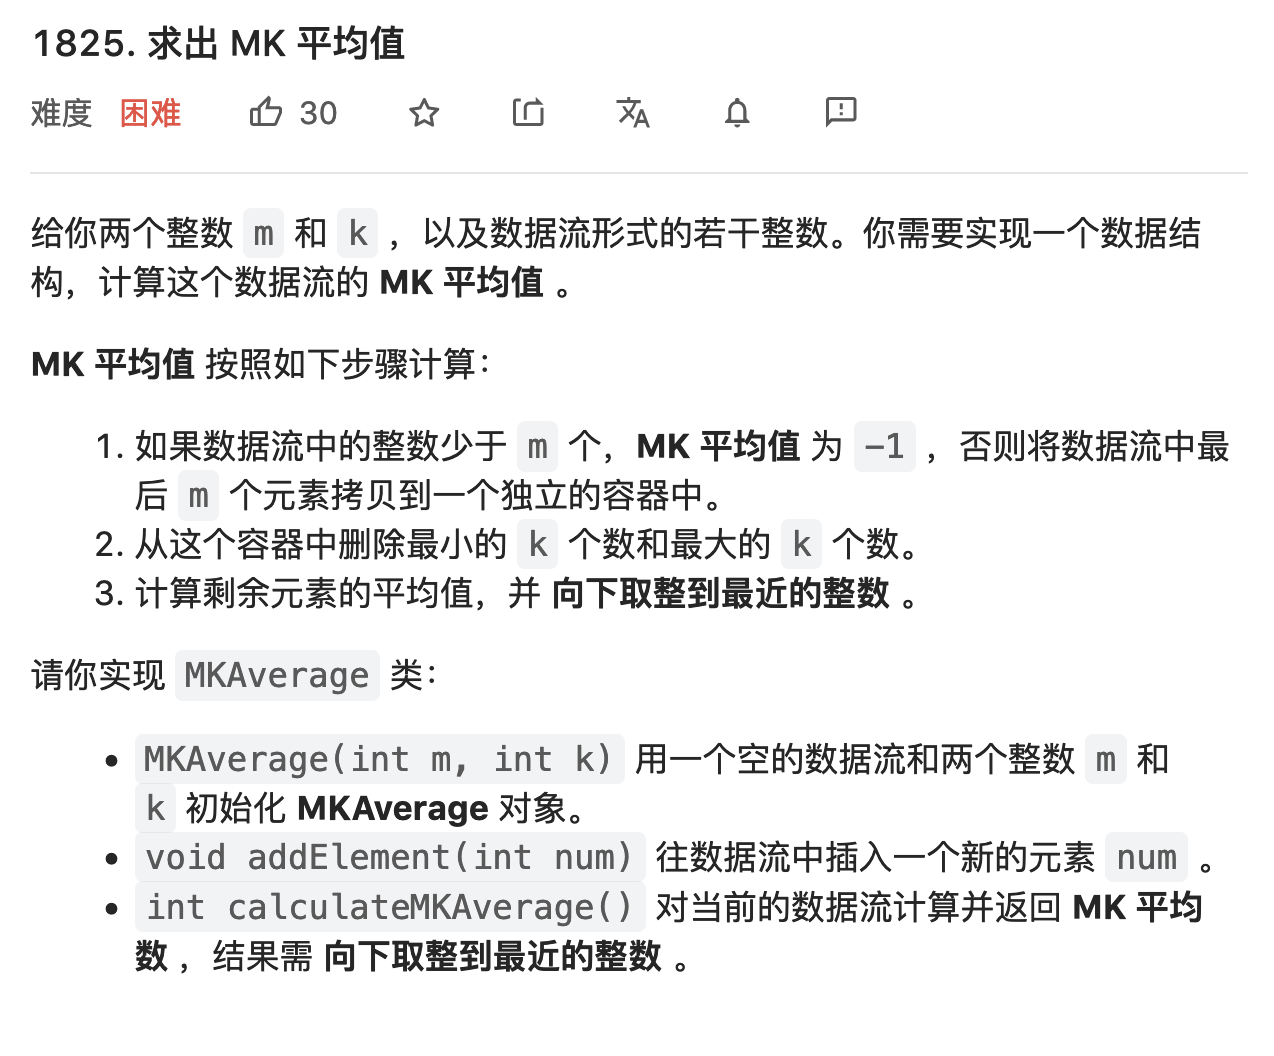 1825. 求出 MK 平均值
难度 困难 30
给你两个整数 m 和 k ，以及数据流形式的若干整数。你需要实现一个数据结
构，计算这个数据流的 MK 平均值 。
MK 平均值 按照如下步骤计算：
1. 如果数据流中的整数少于 m 个，MK 平均值 为 -1 ，否则将数据流中最
后 m 个元素拷贝到一个独立的容器中。
2. 从这个容器中删除最小的 k 个数和最大的 k 个数。
3. 计算剩余元素的平均值，并 向下取整到最近的整数 。
请你实现 MKAverage 类：
• MKAverage(int m, int k) 用一个空的数据流和两个整数 m 和
k 初始化 MKAverage 对象。
• void addElement(int num) 往数据流中插入一个新的元素 num 。
• int calculateMKAverage() 对当前的数据流计算并返回 MK 平均
数 ，结果需 向下取整到最近的整数 。